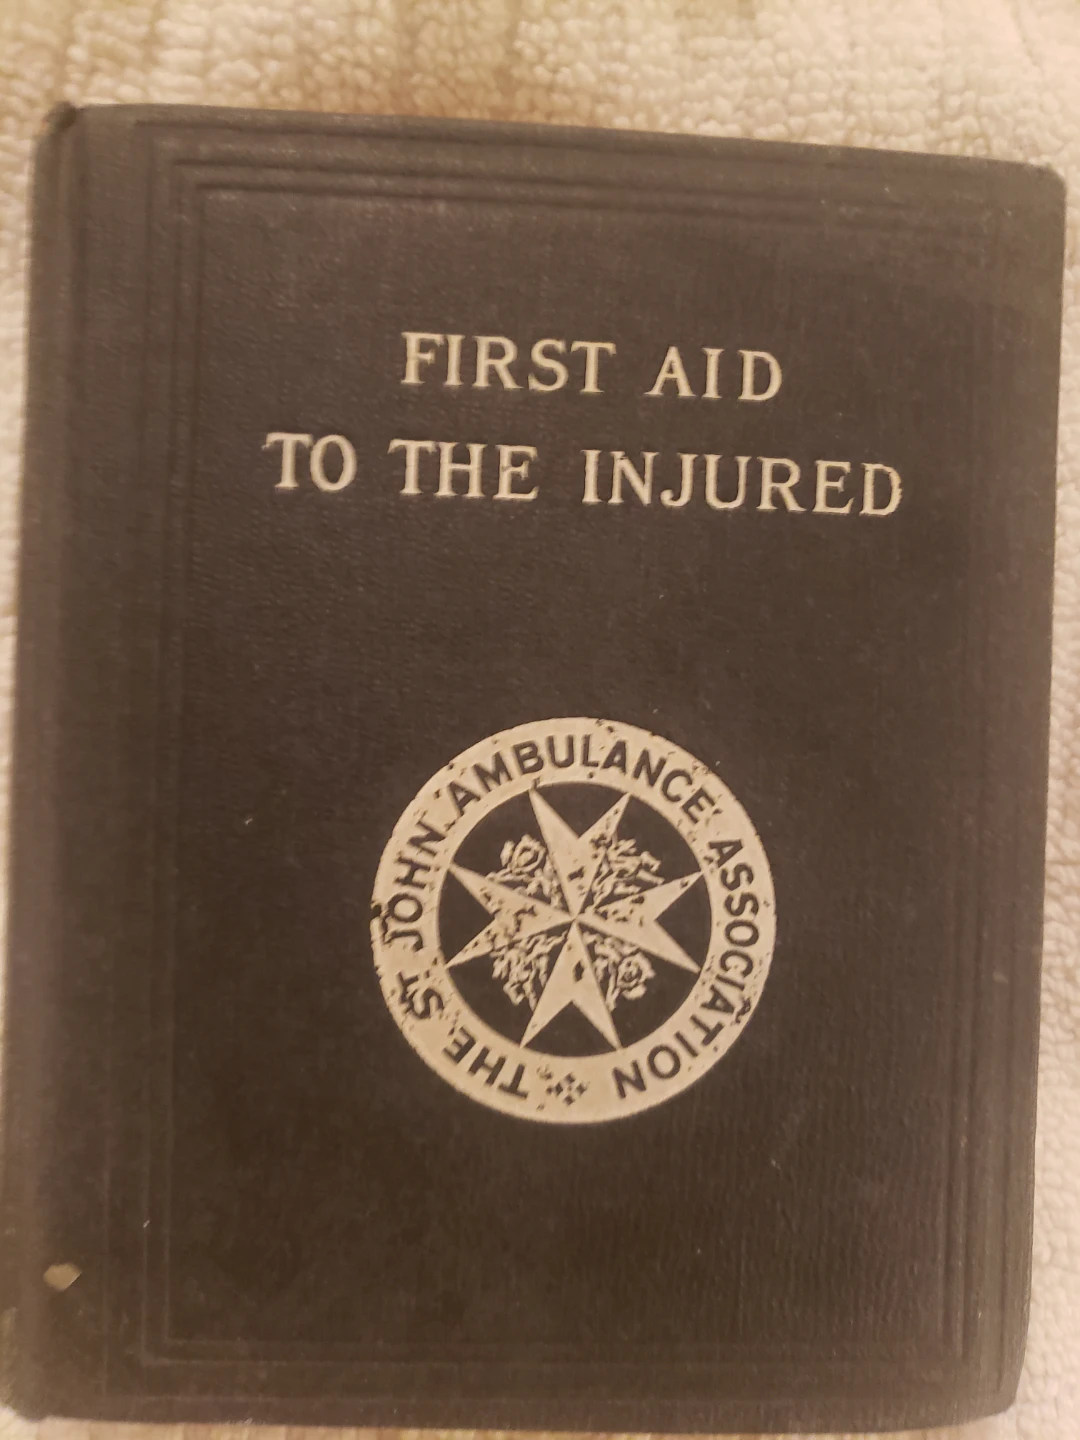 FIRST AID
TO THE INJURED
THE ST JOHN AMBULANCE ASSOCIATION